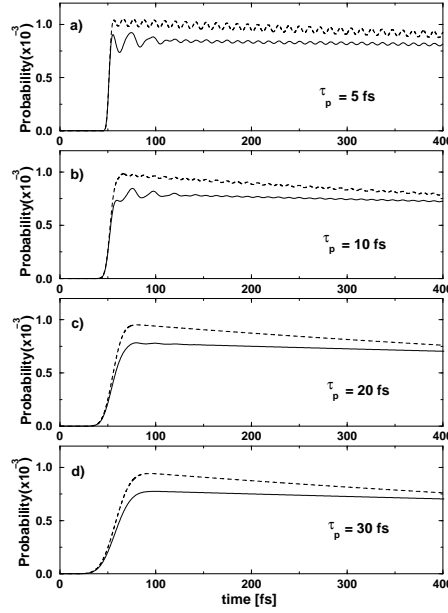 a)
Probability(x10⁻³)
1.0
0.5
0.0
τp = 5 fs
0 100 200 300 400
b)
Probability(x10⁻³)
1.0
0.5
0.0
τp = 10 fs
0 100 200 300 400
c)
Probability(x10⁻³)
1.0
0.5
0.0
τp = 20 fs
0 100 200 300 400
d)
Probability(x10⁻³)
1.0
0.5
0.0
τp = 30 fs
0 100 200 300 400
time [fs]